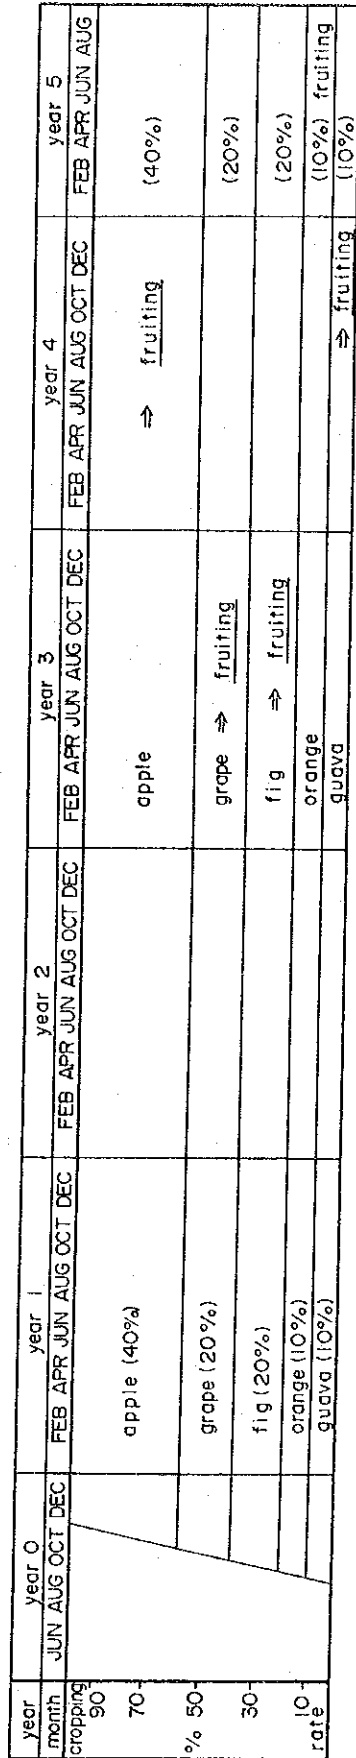 year year 0 year 1 year 2 year 3 year 4 year 5
month JUN AUG OCT DEC FEB APR JUN AUG OCT DEC FEB APR JUN AUG OCT DEC FEB APR JUN AUG OCT DEC FEB APR JUN AUG OCT DEC FEB APR JUN AUG
cropping
90
70 apple (40%) apple ⇒ fruiting (40%)
% 50
grape (20%) grape ⇒ fruiting (20%)
30
fig (20%) fig ⇒ fruiting (20%)
10 orange (10%) orange (10%) fruiting
rate guava (10%) guava ⇒ fruiting (10%)